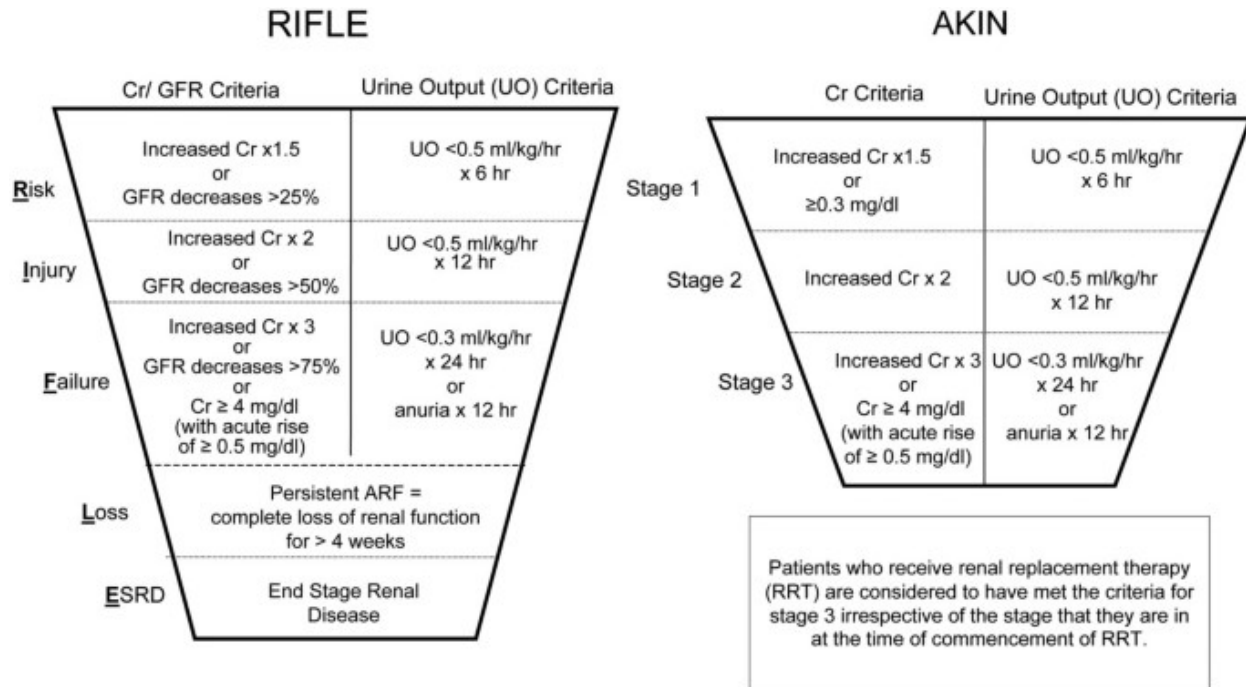 RIFLE
Cr/ GFR Criteria
Urine Output (UO) Criteria
Risk
Increased Cr x1.5
or
GFR decreases >25%
UO <0.5 ml/kg/hr
x 6 hr
Injury
Increased Cr x 2
or
GFR decreases >50%
UO <0.5 ml/kg/hr
x 12 hr
Failure
Increased Cr x 3
or
GFR decreases >75%
or
Cr ≥ 4 mg/dl
(with acute rise
of ≥ 0.5 mg/dl)
UO <0.3 ml/kg/hr
x 24 hr
or
anuria x 12 hr
Loss
Persistent ARF =
complete loss of renal function
for > 4 weeks
ESRD
End Stage Renal
Disease
AKIN
Cr Criteria
Urine Output (UO) Criteria
Stage 1
Increased Cr x1.5
or
≥0.3 mg/dl
UO <0.5 ml/kg/hr
x 6 hr
Stage 2
Increased Cr x 2
UO <0.5 ml/kg/hr
x 12 hr
Stage 3
Increased Cr x 3
or
Cr ≥ 4 mg/dl
(with acute rise
of ≥ 0.5 mg/dl)
UO <0.3 ml/kg/hr
x 24 hr
or
anuria x 12 hr
Patients who receive renal replacement therapy
(RRT) are considered to have met the criteria for
stage 3 irrespective of the stage that they are in
at the time of commencement of RRT.